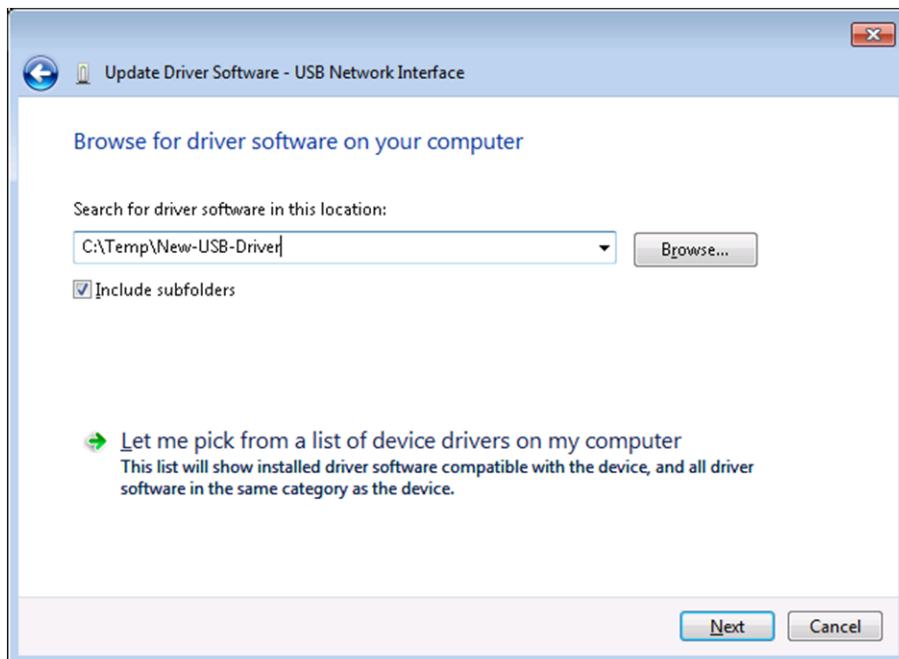 Update Driver Software - USB Network Interface
Browse for driver software on your computer
Search for driver software in this location:
C:\Temp\New-USB-Driver
Browse...
Include subfolders
Let me pick from a list of device drivers on my computer
This list will show installed driver software compatible with the device, and all driver
software in the same category as the device.
Next
Cancel